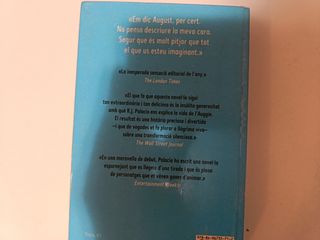 «Em dic August, per cert.
No penso descriure la meva cara.
Segur que és molt pitjor que tot
el que us esteu imaginant.»
«La inesperada sensació editorial de l'any.»
The London Times
«El que fa que aquesta novel·la sigui
tan extraordinària i tan deliciosa és la insòlita generositat
amb què R.J. Palacio ens explica la vida de l'Auggie.
El resultat és una història preciosa i divertida
–i que de vegades et fa plorar a llàgrima viva–
sobre una transformació silenciosa.»
The Wall Street Journal
«En una meravella de debut, Palacio ha escrit una novel·la
esparnejant que es llegeix d'una tirada i que és plena
de personatges que et vénen ganes d'animar.»
Entertainment Weekly